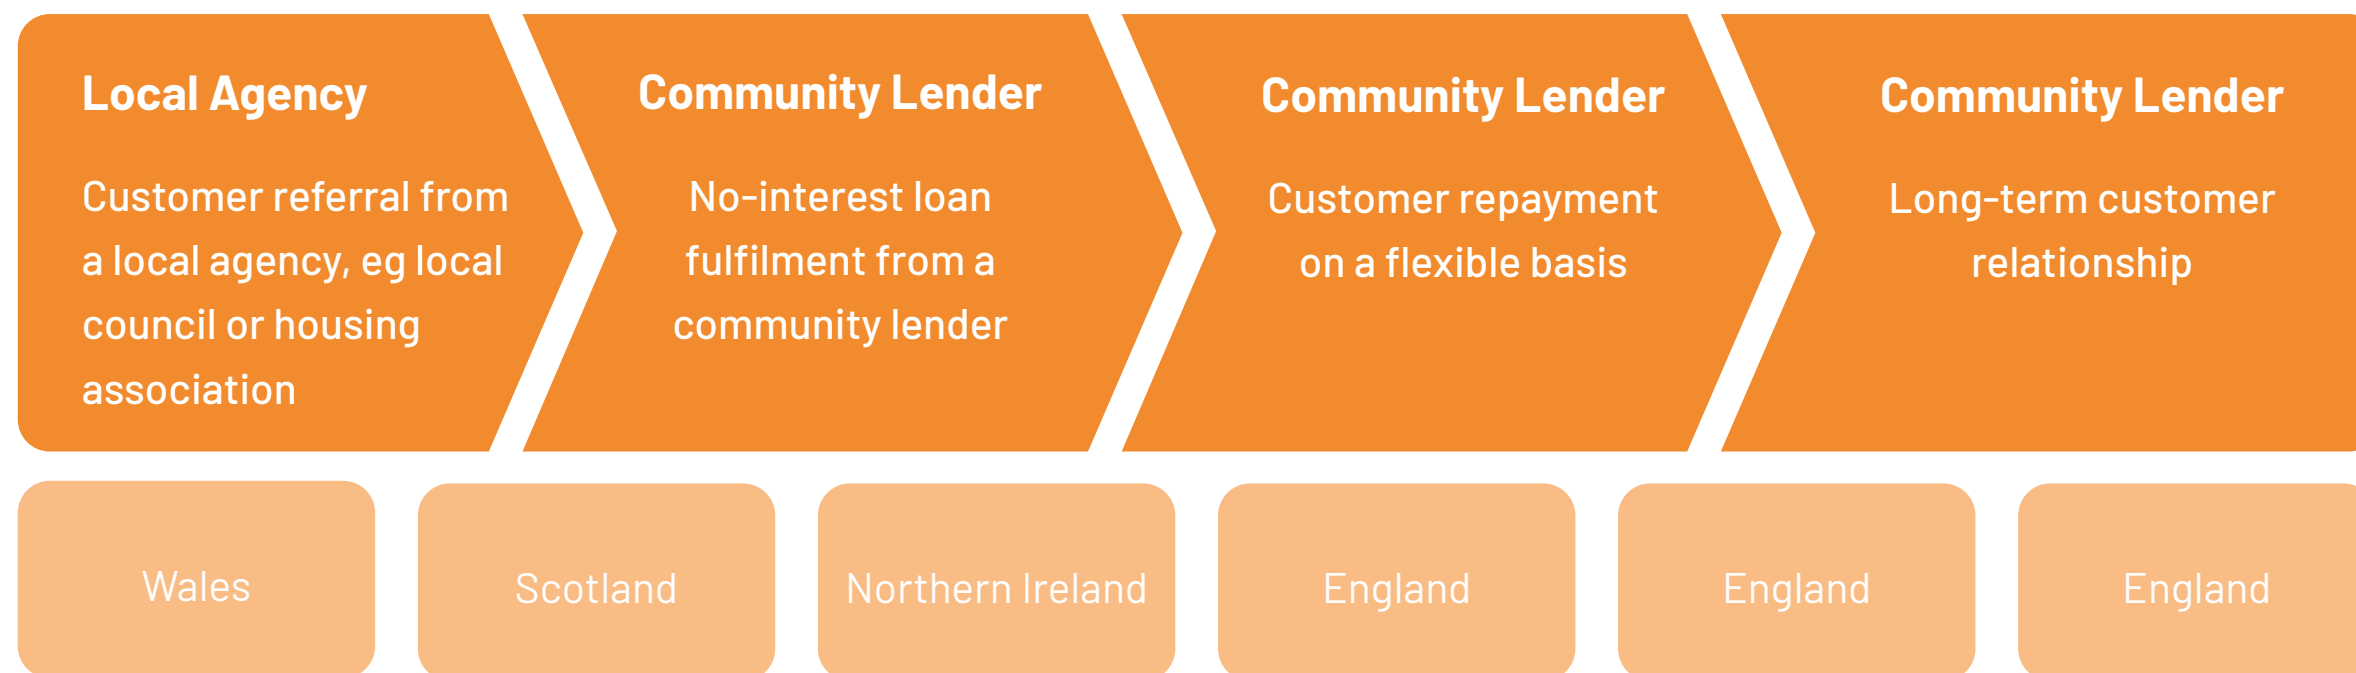 Local Agency
Customer referral from
a local agency, eg local
council or housing
association
Community Lender
No-interest loan
fulfilment from a
community lender
Community Lender
Customer repayment
on a flexible basis
Community Lender
Long-term customer
relationship
Wales
Scotland
Northern Ireland
England
England
England